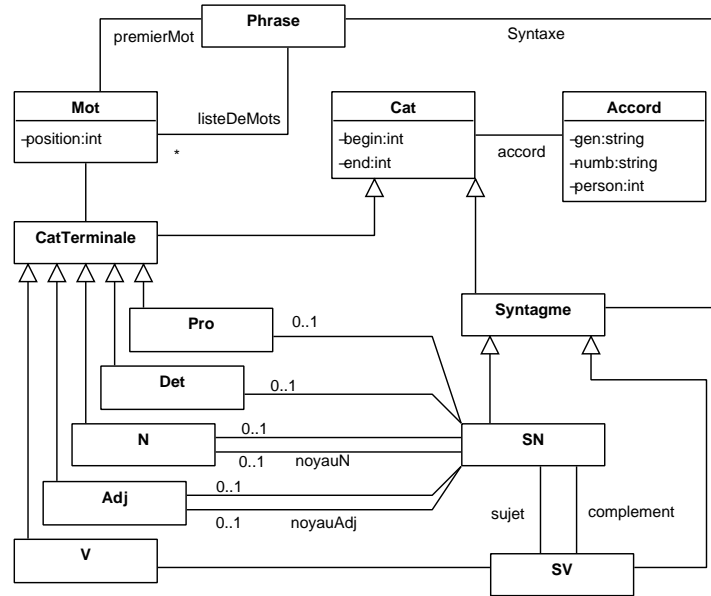 Phrase
premierMot
Syntaxe
Mot
-position:int
listeDeMots
*
Cat
-begin:int
-end:int
accord
Accord
-gen:string
-numb:string
-person:int
CatTerminale
Syntagme
Pro
0..1
Det
0..1
N
0..1
0..1
noyauN
SN
Adj
0..1
0..1
noyauAdj
sujet
complement
V
SV